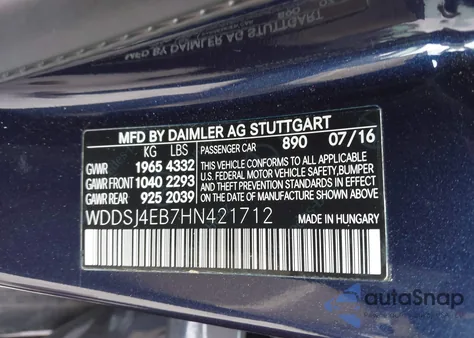 MFD BY DAIMLER AG STUTTGART
KG LBS PASSENGER CAR 890 07/16
GWR 1965 4332 THIS VEHICLE CONFORMS TO ALL APPLICABLE
GAWR FRONT 1040 2293 U.S. FEDERAL MOTOR VEHICLE SAFETY,BUMPER
GAWR REAR 925 2039 AND THEFT PREVENTION STANDARDS IN EFFECT
ON THE DATE OF MANUFACTURE SHOWN ABOVE
WDDSJ4EB7HN421712 MADE IN HUNGARY
autoSnap